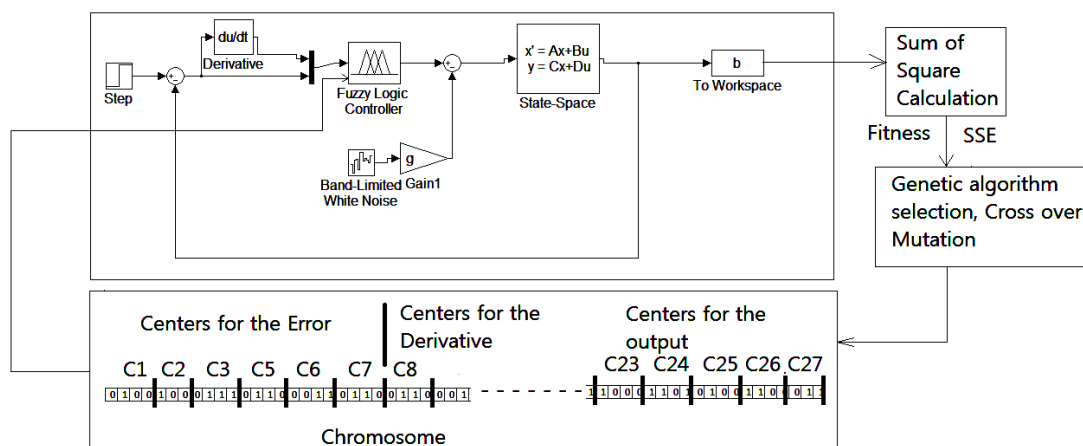 du/dt
Derivative
Step
Fuzzy Logic
Controller
x' = Ax+Bu
y = Cx+Du
State-Space
b
To Workspace
Band-Limited
White Noise
g
Gain1
Sum of
Square
Calculation
Fitness SSE
Genetic algorithm
selection, Cross over
Mutation
Centers for the Error
Centers for the
Derivative
Centers for the
output
C1 C2 C3 C5 C6 C7 C8
C23 C24 C25 C26 C27
Chromosome